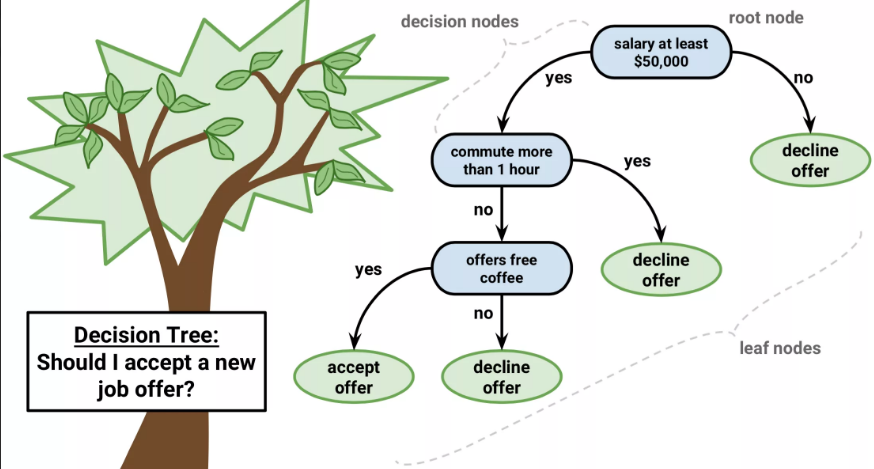 decision nodes
root node
salary at least
$50,000
yes
no
commute more
than 1 hour
decline
offer
yes
no
offers free
coffee
decline
offer
yes
no
Decision Tree:
Should I accept a new
job offer?
accept
offer
decline
offer
leaf nodes